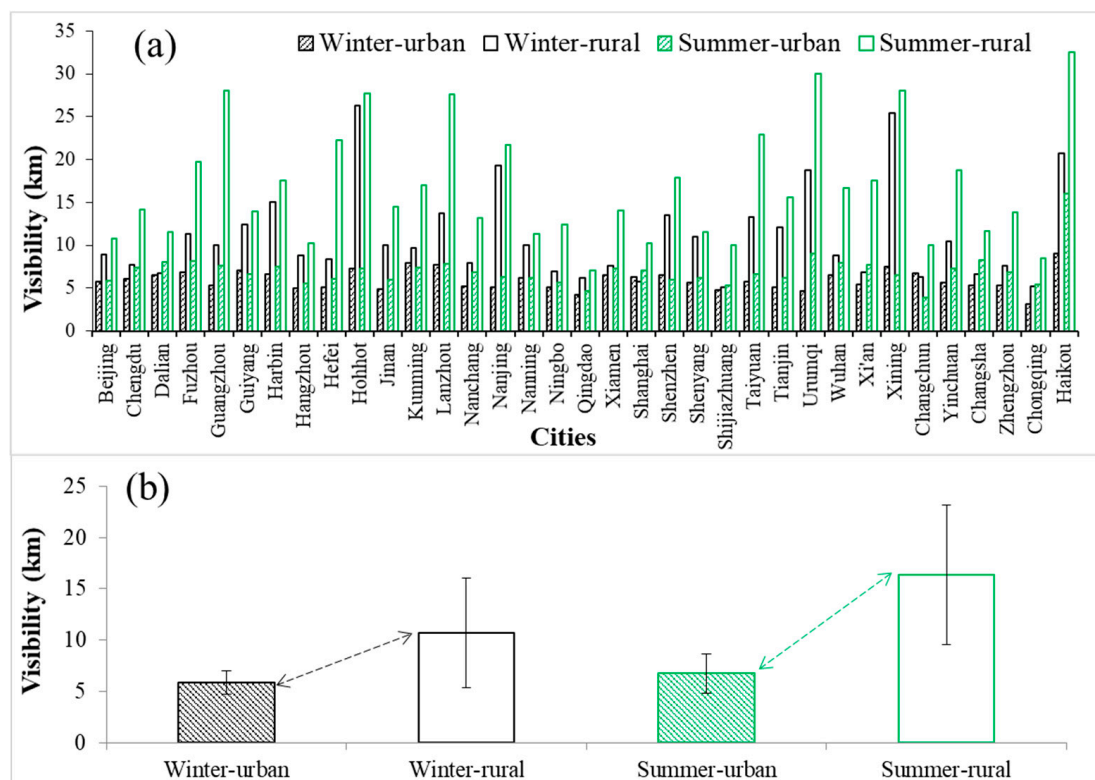 (a)
Winter-urban Winter-rural Summer-urban Summer-rural
Visibility (km)
35
30
25
20
15
10
5
0
Beijing
Chengdu
Dalian
Fuzhou
Guangzhou
Guiyang
Harbin
Hangzhou
Hefei
Hohhot
Jinan
Kunming
Lanzhou
Nanchang
Nanjing
Nanning
Ningbo
Qingdao
Xiamen
Shanghai
Shenzhen
Shenyang
Shijiazhuang
Taiyuan
Tianjin
Urumqi
Wuhan
Xi'an
Xining
Changchun
Yinchuan
Changsha
Zhengzhou
Chongqing
Haikou
Cities
(b)
Visibility (km)
25
20
15
10
5
0
Winter-urban Winter-rural Summer-urban Summer-rural